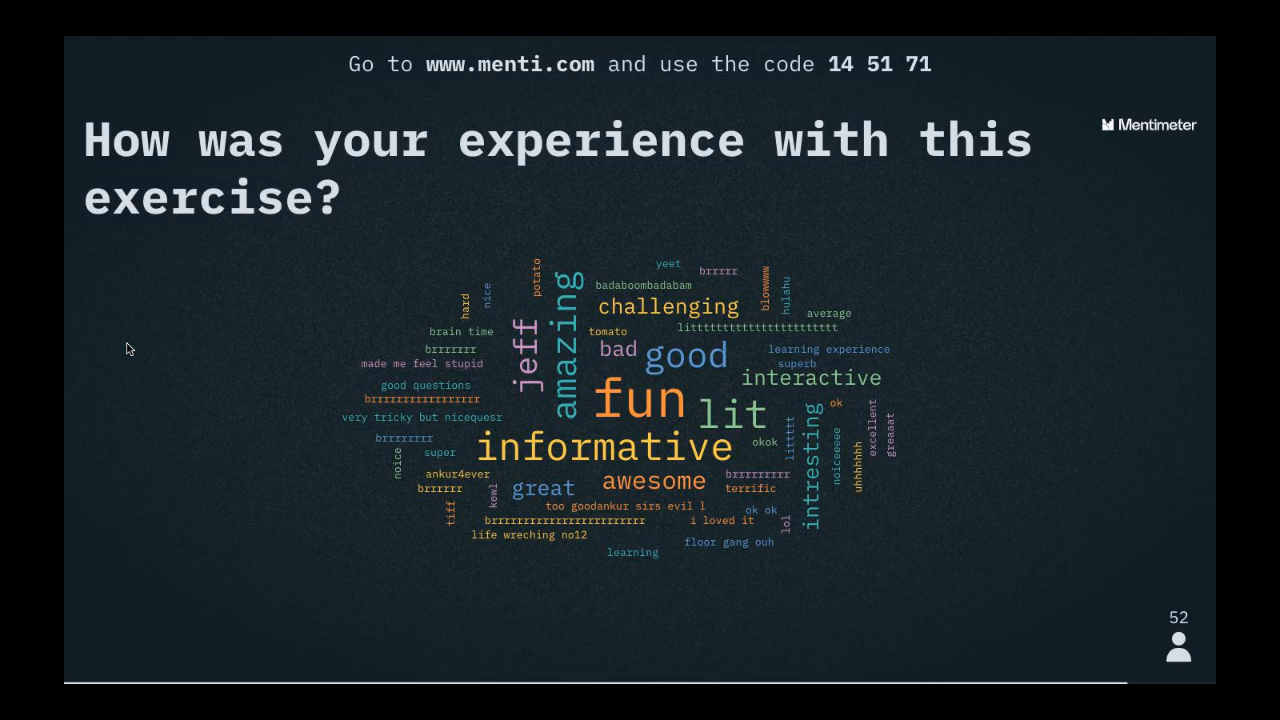 Go to www.menti.com and use the code 14 51 71
How was your experience with this
exercise?
Mentimeter
yeet
brrrrr
potato
badaboombadabam
blowwww
hulahu
nice
hard
amazing
challenging
average
jeff
littttttttttttttttttttttt
brain time
tomato
brrrrrrr
bad
good
learning experience
made me feel stupid
superb
interactive
good questions
fun
brrrrrrrrrrrrrrrrr
lit
ok
excellent
greaaat
very tricky but nicequesr
intresting
littttt
noiceeeee
brrrrrrrr
informative
okok
uhhhhhhh
super
noice
ankur4ever
awesome
brrrrrrrrr
brrrrrr
kewl
great
terrific
tiff
too goodankur sirs evil l
ok ok
brrrrrrrrrrrrrrrrrrrrrrrr
i loved it
lol
life wreching no12
floor gang ouh
learning
52